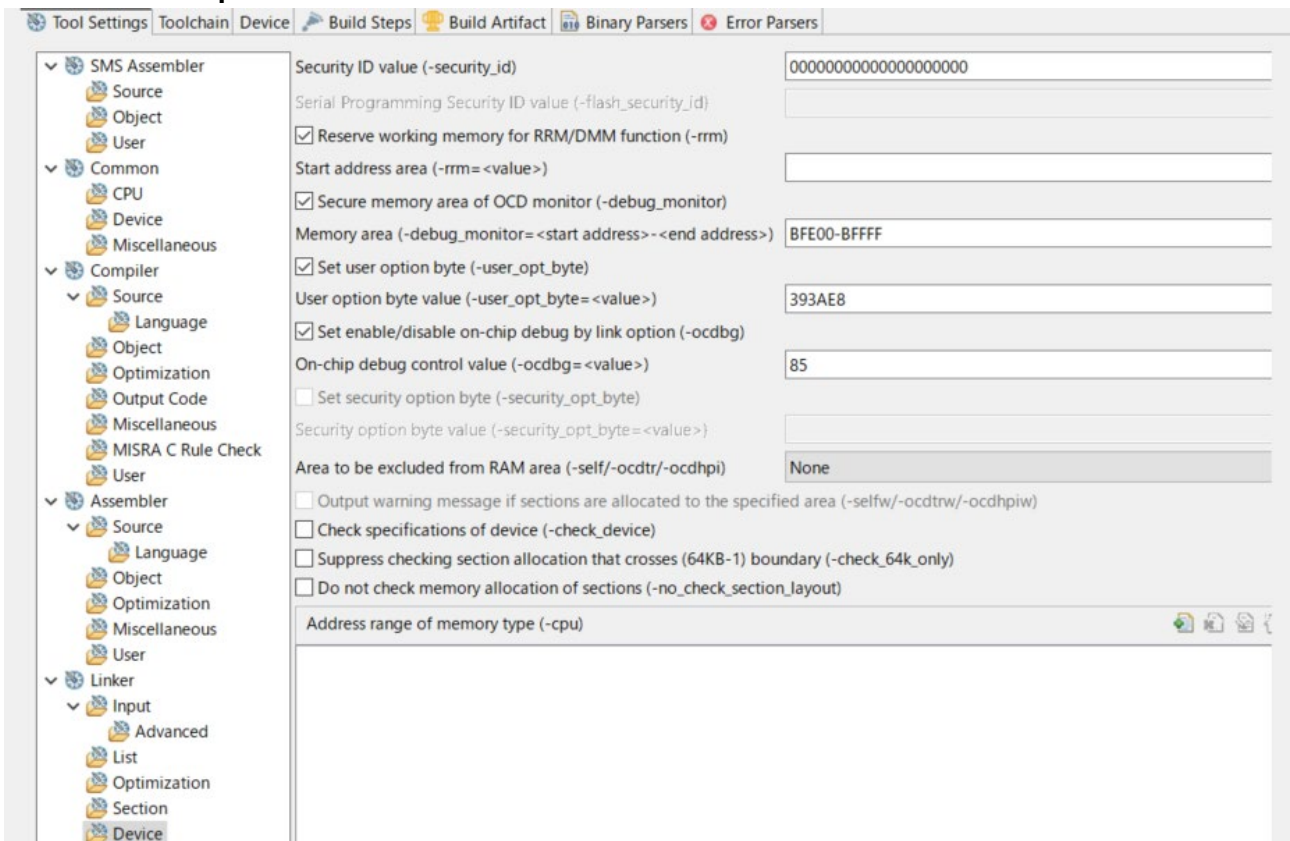 Tool Settings Toolchain Device Build Steps Build Artifact Binary Parsers Error Parsers
SMS Assembler
Source
Object
User
Common
CPU
Device
Miscellaneous
Compiler
Source
Language
Object
Optimization
Output Code
Miscellaneous
MISRA C Rule Check
User
Assembler
Source
Language
Object
Optimization
Miscellaneous
User
Linker
Input
Advanced
List
Optimization
Section
Device
Security ID value (-security_id) 00000000000000000000
Serial Programming Security ID value (-flash_security_id)
Reserve working memory for RRM/DMM function (-rrm)
Start address area (-rrm=<value>)
Secure memory area of OCD monitor (-debug_monitor)
Memory area (-debug_monitor=<start address>-<end address>) BFE00-BFFFF
Set user option byte (-user_opt_byte)
User option byte value (-user_opt_byte=<value>) 393AE8
Set enable/disable on-chip debug by link option (-ocdbg)
On-chip debug control value (-ocdbg=<value>) 85
Set security option byte (-security_opt_byte)
Security option byte value (-security_opt_byte=<value>)
Area to be excluded from RAM area (-self/-ocdtr/-ocdhpi) None
Output warning message if sections are allocated to the specified area (-selfw/-ocdtrw/-ocdhpiw)
Check specifications of device (-check_device)
Suppress checking section allocation that crosses (64KB-1) boundary (-check_64k_only)
Do not check memory allocation of sections (-no_check_section_layout)
Address range of memory type (-cpu)